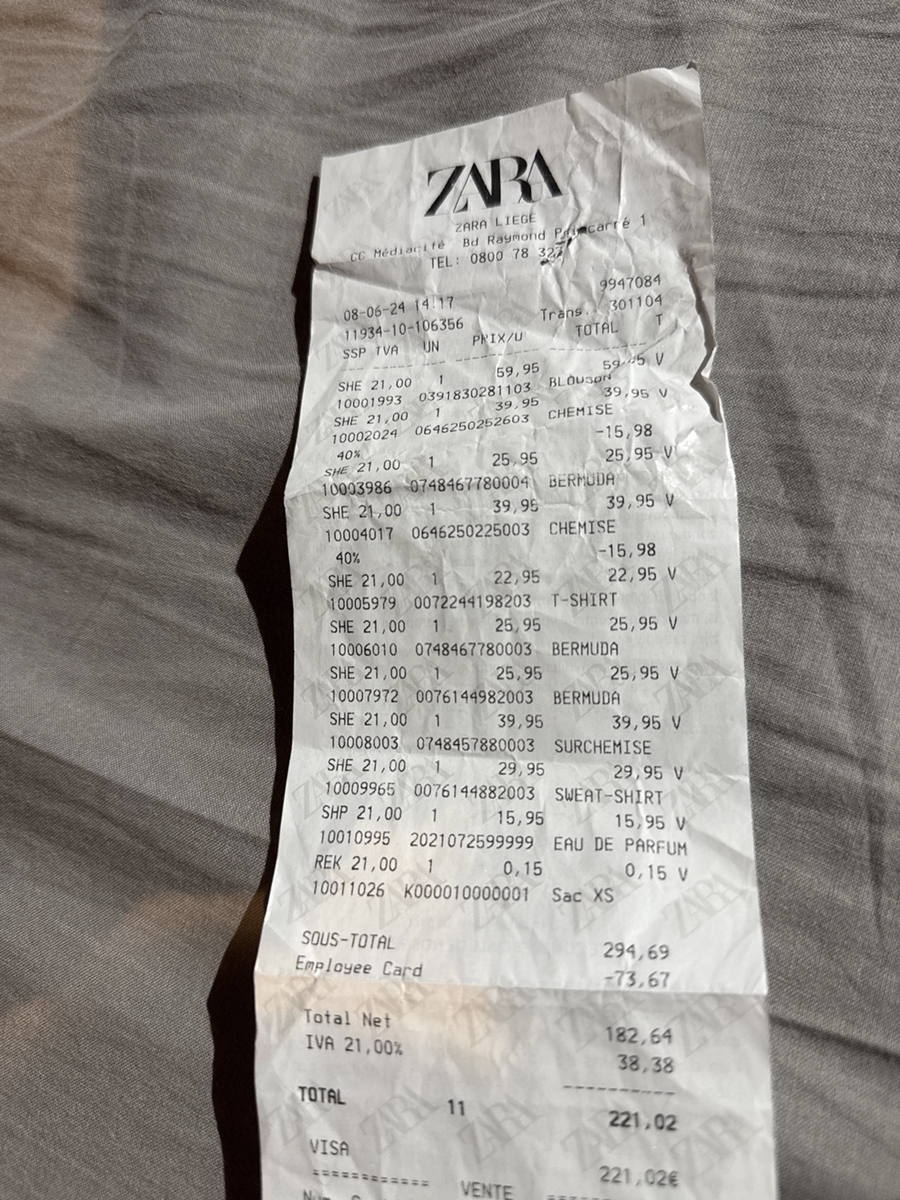 ZARA
ZARA LIEGE
CC Médiacité Bd Raymond Poincarré 1
TEL: 0800 78 327
9947084
08-06-24 14:17 Trans. 301104
11934-10-106356
SSP TVA UN PRIX/U TOTAL T
SHE 21,00 1 59,95 59,95 V
10001993 0391830281103 BLOUSON
SHE 21,00 1 39,95 39,95 V
10002024 0646250252603 CHEMISE
40% -15,98
SHE 21,00 1 25,95 25,95 V
10003986 0748467780004 BERMUDA
SHE 21,00 1 39,95 39,95 V
10004017 0646250225003 CHEMISE
40% -15,98
SHE 21,00 1 22,95 22,95 V
10005979 0072244198203 T-SHIRT
SHE 21,00 1 25,95 25,95 V
10006010 0748467780003 BERMUDA
SHE 21,00 1 25,95 25,95 V
10007972 0076144982003 BERMUDA
SHE 21,00 1 39,95 39,95 V
10008003 0748457880003 SURCHEMISE
SHE 21,00 1 29,95 29,95 V
10009965 0076144882003 SWEAT-SHIRT
SHP 21,00 1 15,95 15,95 V
10010995 2021072599999 EAU DE PARFUM
REK 21,00 1 0,15 0,15 V
10011026 K000010000001 Sac XS
SOUS-TOTAL 294,69
Employee Card -73,67
Total Net 182,64
IVA 21,00% 38,38
----------
TOTAL 11 221,02
VISA 221,02€
============ VENTE